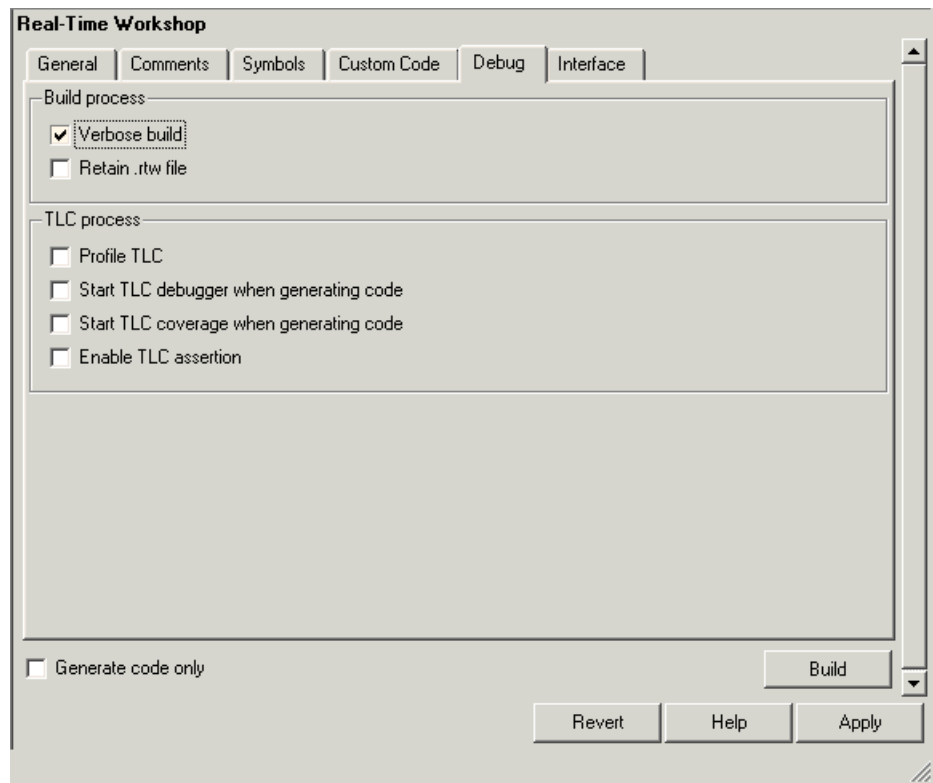 Real-Time Workshop
General Comments Symbols Custom Code Debug Interface
Build process
Verbose build
Retain .rtw file
TLC process
Profile TLC
Start TLC debugger when generating code
Start TLC coverage when generating code
Enable TLC assertion
Generate code only Build
Revert Help Apply